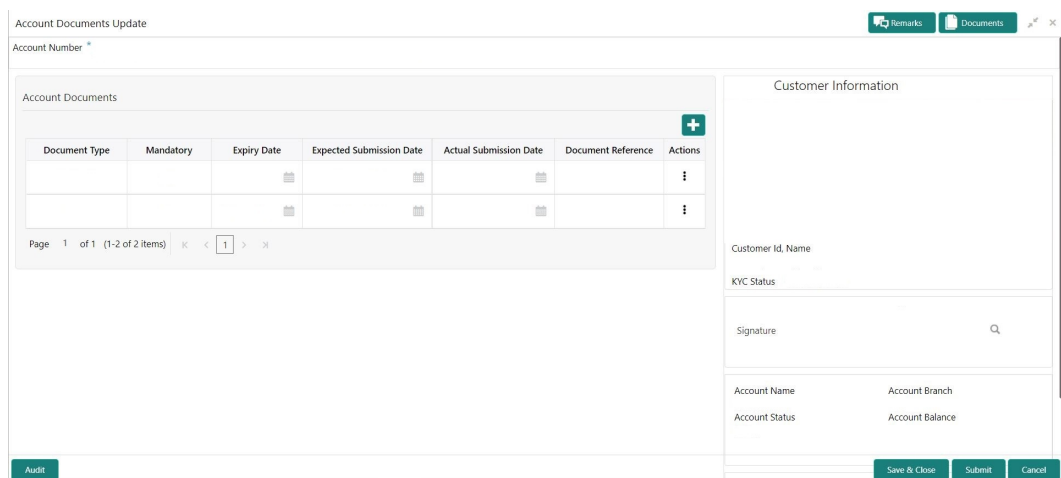 Account Documents Update
Remarks
Documents
Account Number *
Account Documents
Document Type Mandatory Expiry Date Expected Submission Date Actual Submission Date Document Reference Actions
Page 1 of 1 (1-2 of 2 items) 1
Customer Information
Customer Id, Name
KYC Status
Signature
Account Name Account Branch
Account Status Account Balance
Audit Save & Close Submit Cancel